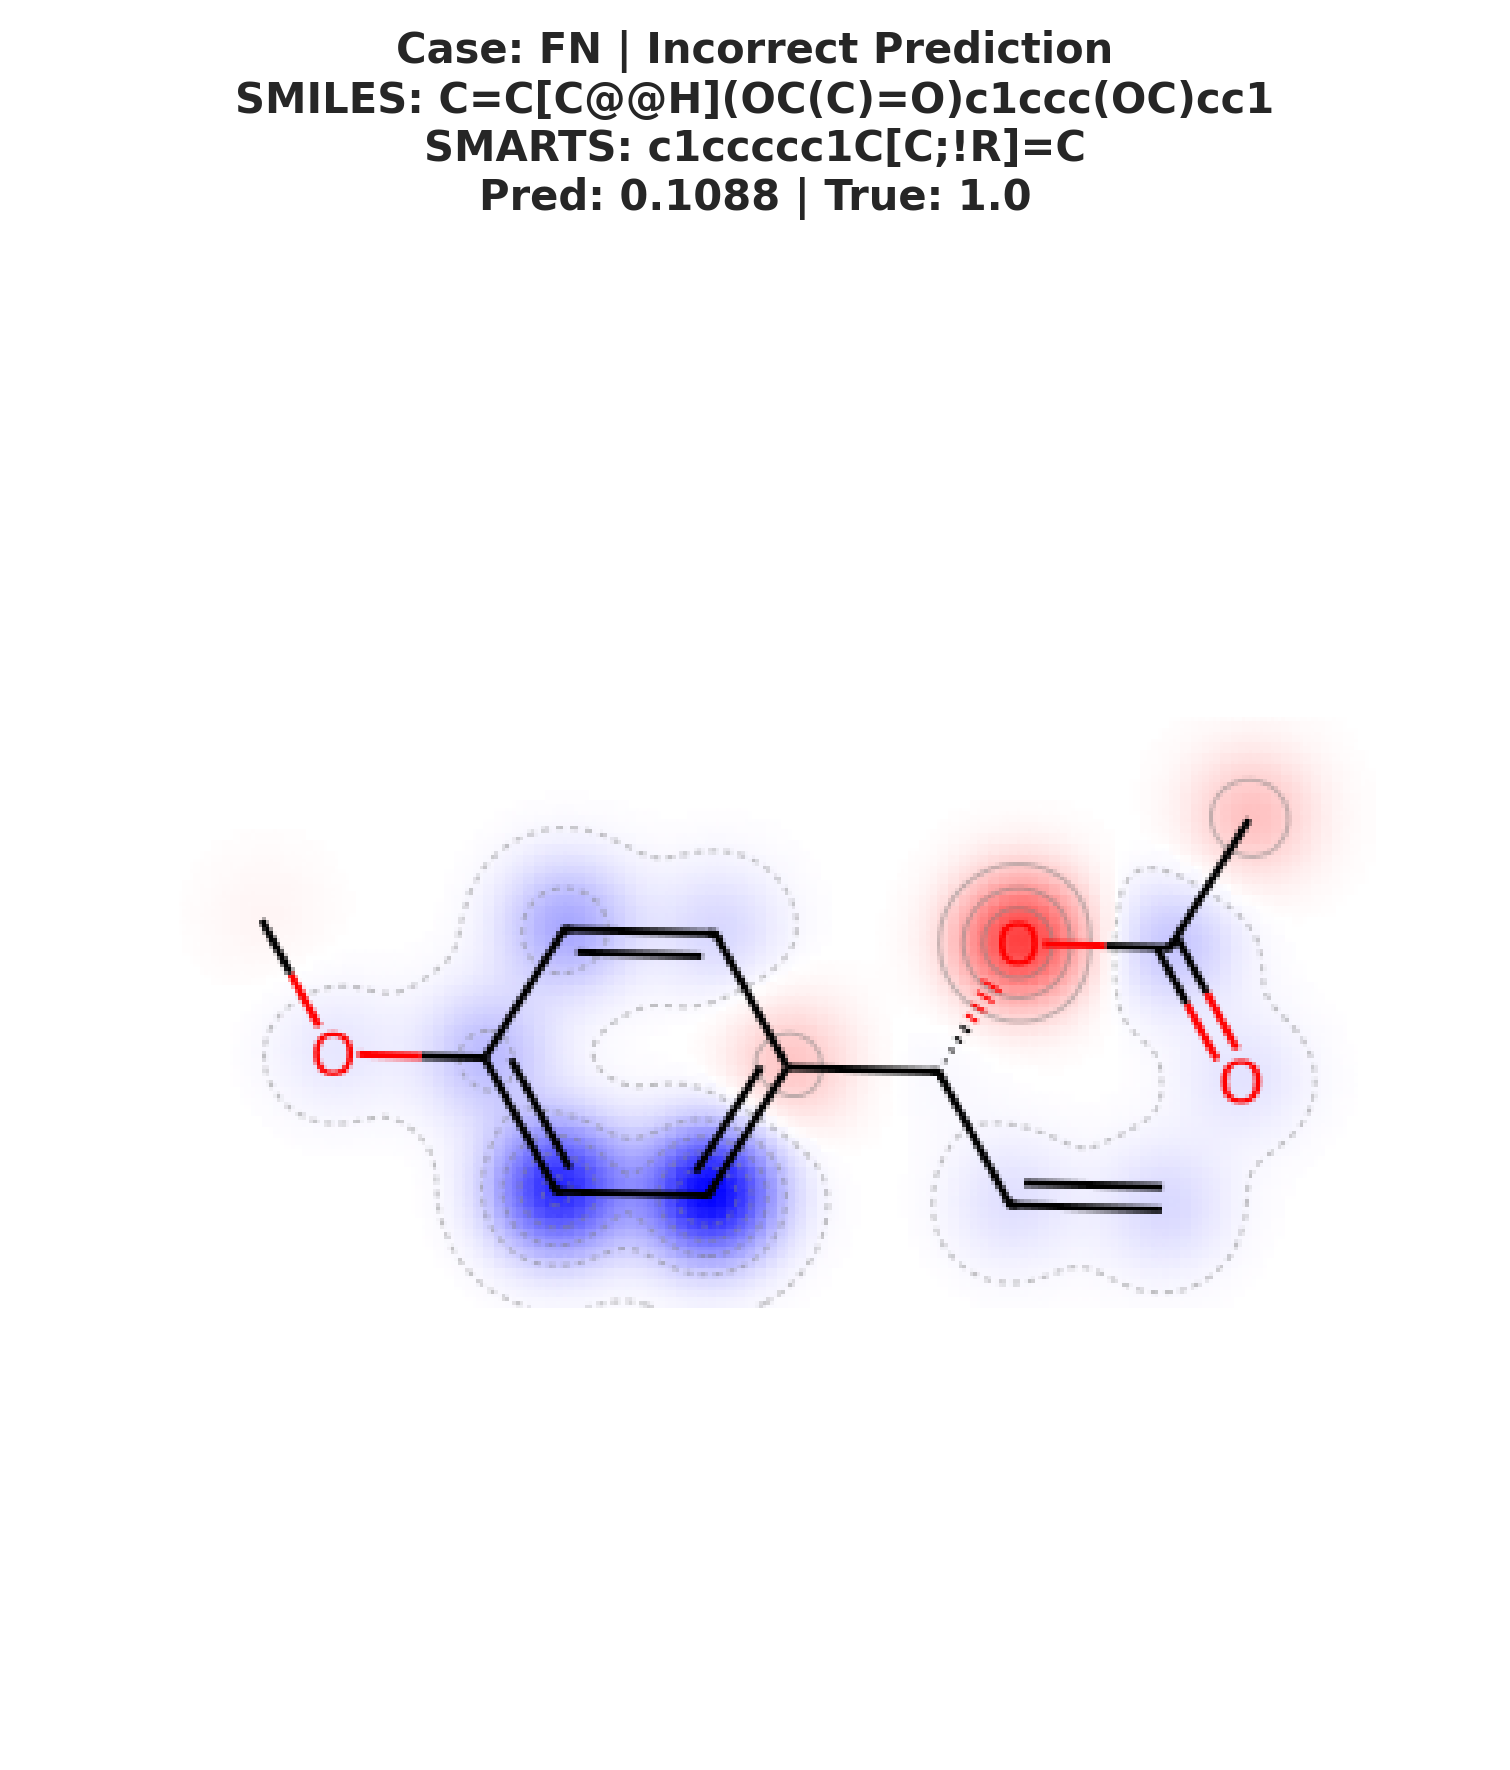 Case: FN | Incorrect Prediction
SMILES: C=C[C@@H](OC(C)=O)c1ccc(OC)cc1
SMARTS: c1ccccc1C[C;!R]=C
Pred: 0.1088 | True: 1.0
O
O
O